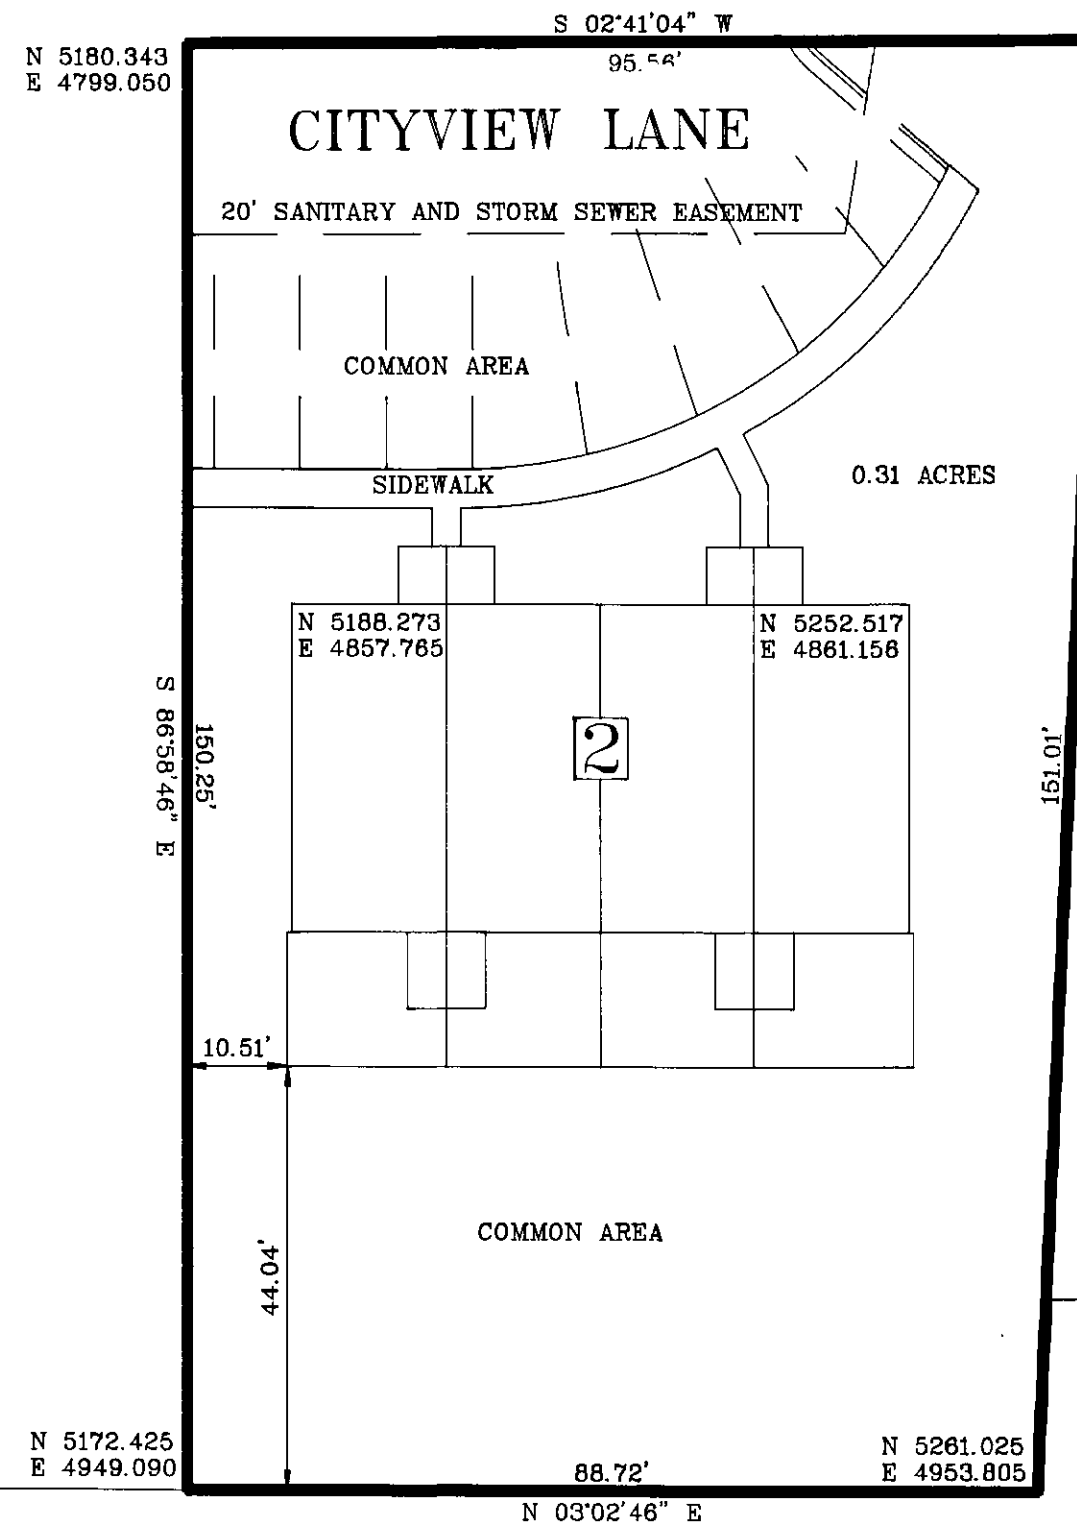 S 02°41'04" W
N 5180.343
E 4799.050
95.56'
CITYVIEW LANE
20' SANITARY AND STORM SEWER EASEMENT
COMMON AREA
0.31 ACRES
SIDEWALK
N 5188.273
E 4857.765
N 5252.517
E 4861.156
S 86°58'46" E
150.25'
2
151.01'
10.51'
44.04'
COMMON AREA
N 5172.425
E 4949.090
N 5261.025
E 4953.805
88.72'
N 03°02'46" E